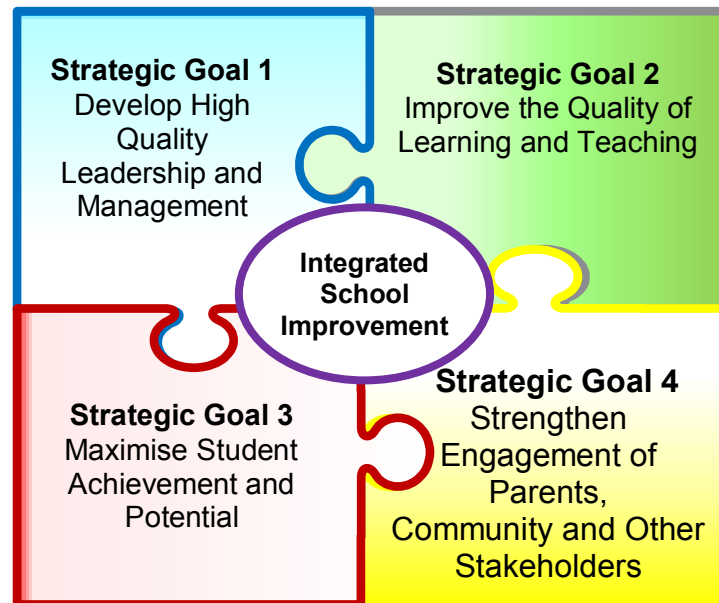 Strategic Goal 1
Develop High
Quality
Leadership and
Management
Strategic Goal 2
Improve the Quality of
Learning and Teaching
Integrated
School
Improvement
Strategic Goal 3
Maximise Student
Achievement and
Potential
Strategic Goal 4
Strengthen
Engagement of
Parents,
Community and Other
Stakeholders